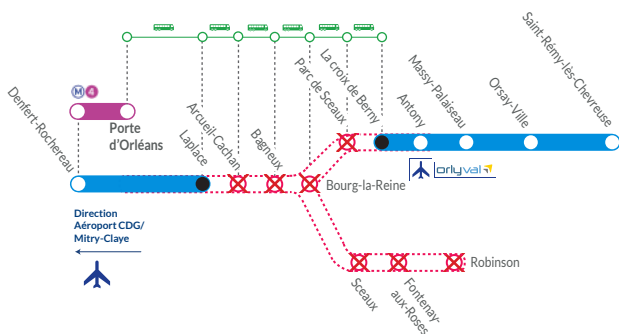 Saint-Rémy-lès-Chevreuse
Orsay-Ville
Massy-Palaiseau
Antony
La croix de Berny
Parc de Sceaux
M 4
Porte
d'Orléans
Denfert-Rochereau
Laplace
Arcueil-Cachan
Bagneux
Bourg-la-Reine
orlyval
Direction
Aéroport CDG/
Mitry-Claye
Sceaux
Fontenay-
aux-Roses
Robinson